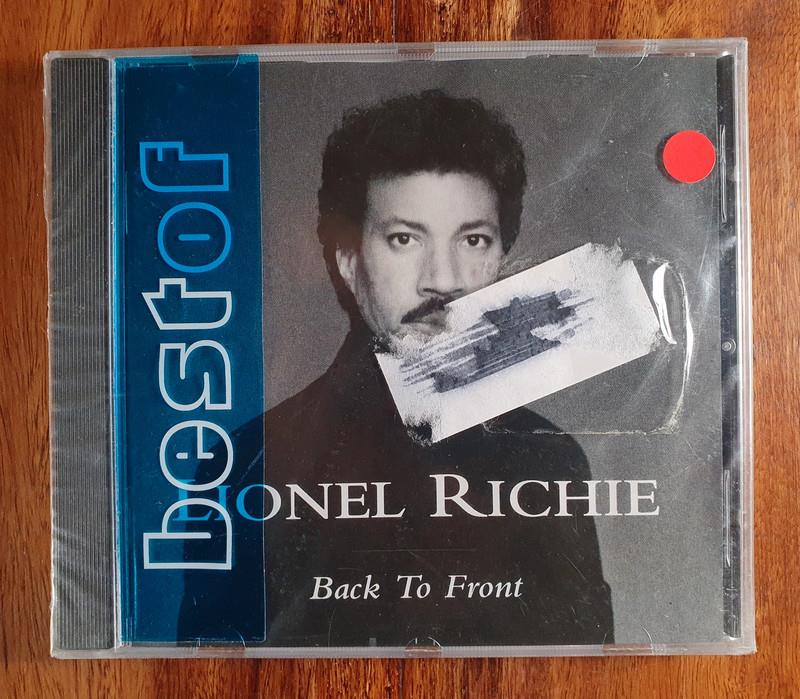 bestof
LIONEL RICHIE
Back To Front